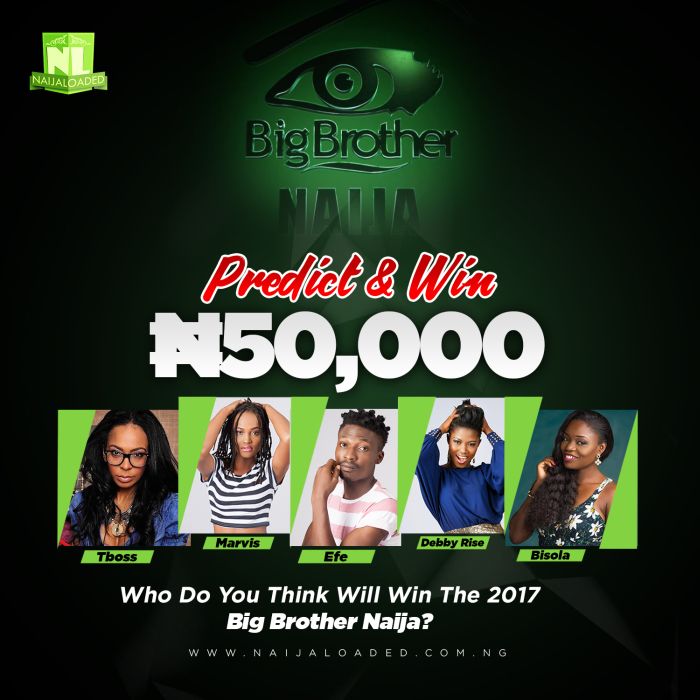 NL
NAIJALOADED
Big Brother
NAIJA
Predict & Win
₦50,000
Tboss
Marvis
Efe
Debby Rise
Bisola
Who Do You Think Will Win The 2017
Big Brother Naija?
WWW.NAIJALOADED.COM.NG